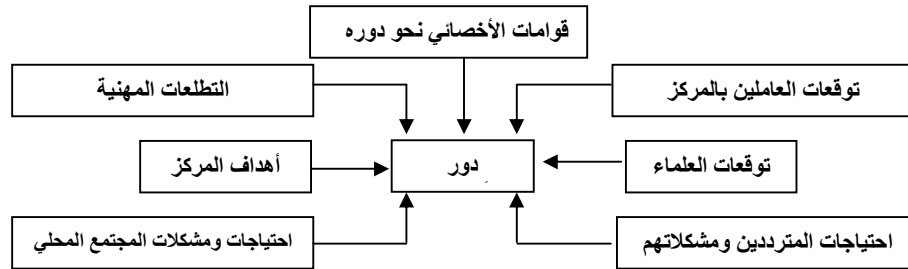 قوامات الأخصائي نحو دوره
توقعات العاملين بالمركز
التطلعات المهنية
توقعات العلماء
دور
أهداف المركز
احتياجات المترددين ومشكلاتهم
احتياجات ومشكلات المجتمع المحلي